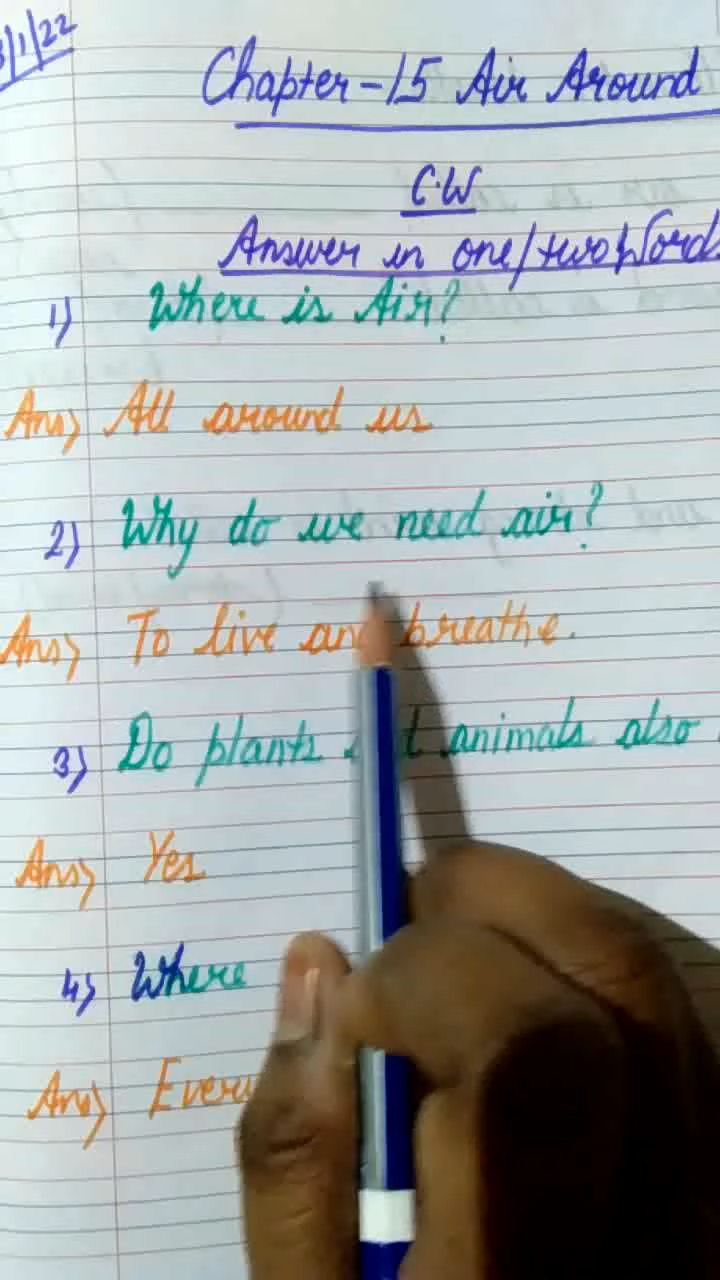 /1/22
Chapter-15 Air Around
C.W
Answer in one/two Words
1) Where is Air?
Ans) All around us
2) Why do we need air?
Ans) To live and breathe.
3) Do plants animals also
Ans) Yes
4) Where
Ans)